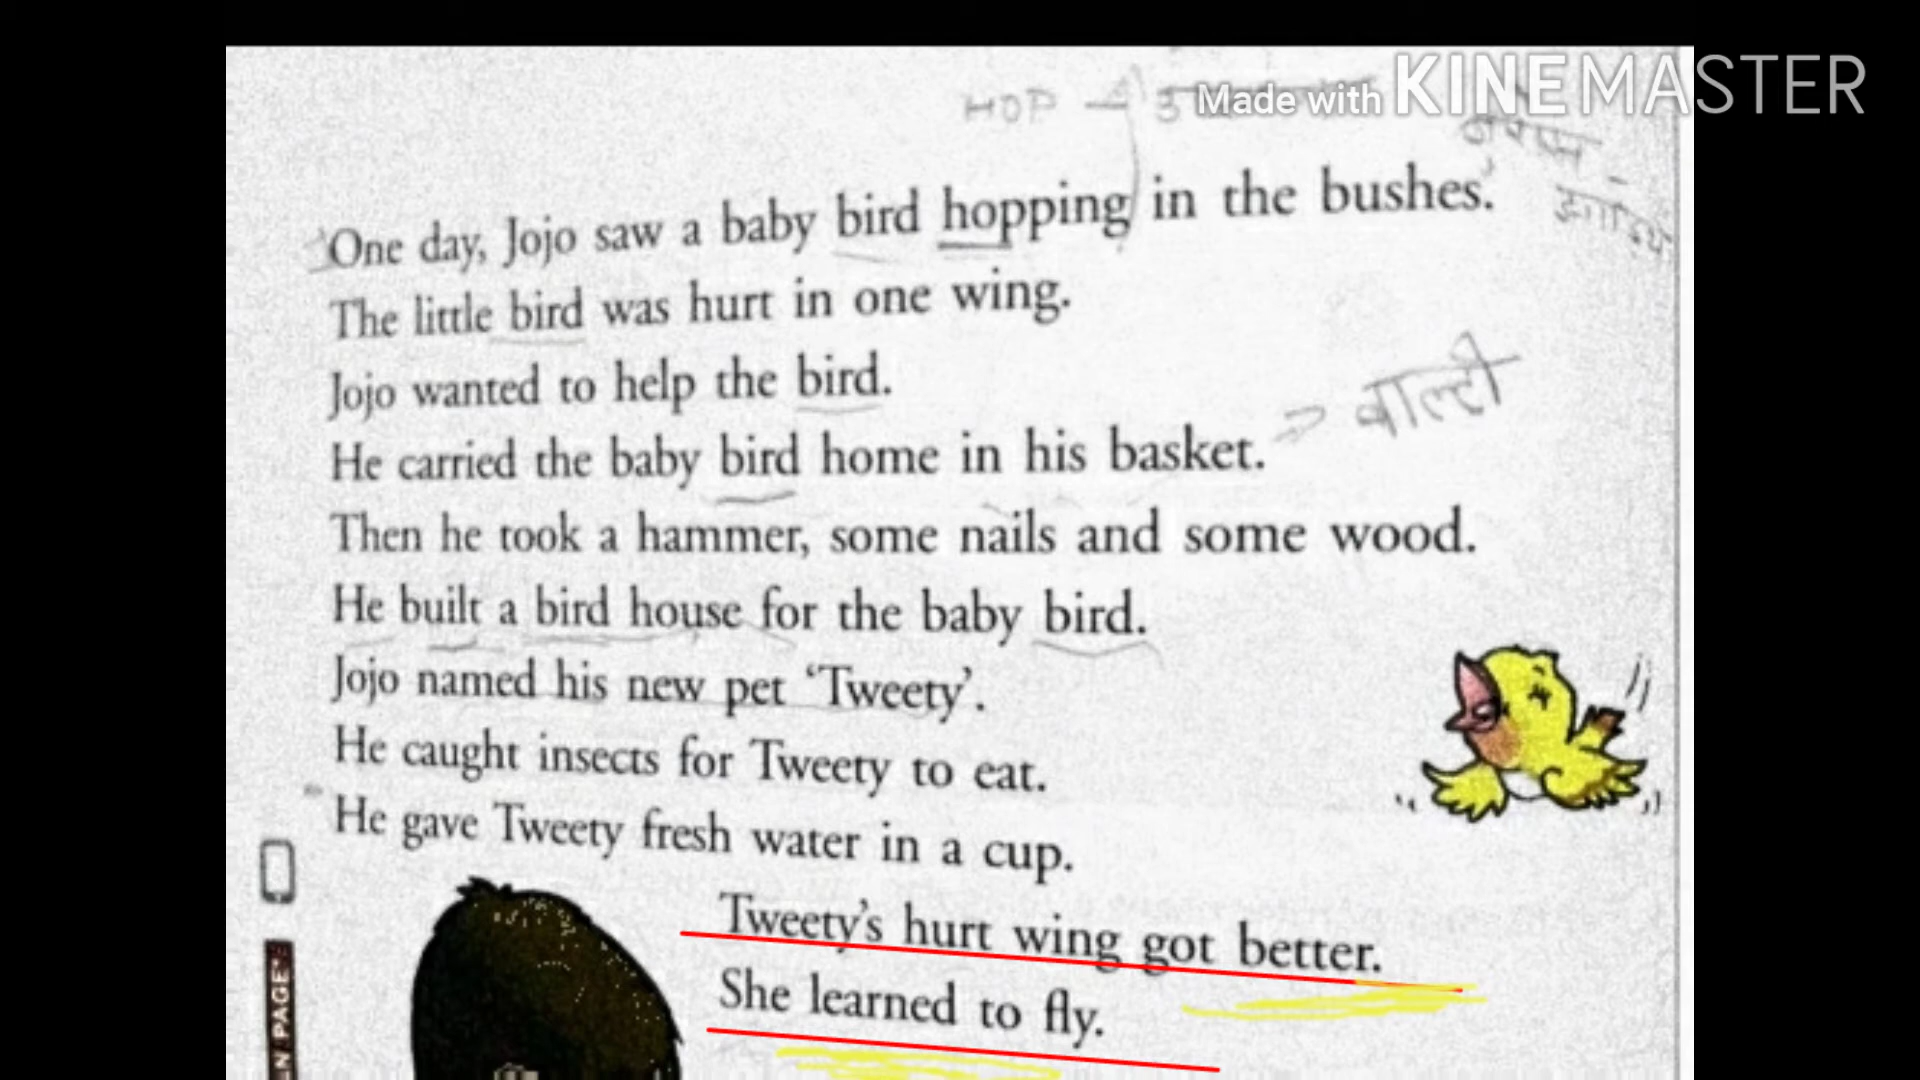 Made with KINEMASTER
HOP
One day, Jojo saw a baby bird hopping in the bushes.
The little bird was hurt in one wing.
Jojo wanted to help the bird.
He carried the baby bird home in his basket.
बाल्टी
Then he took a hammer, some nails and some wood.
He built a bird house for the baby bird.
Jojo named his new pet ‘Tweety’.
He caught insects for Tweety to eat.
He gave Tweety fresh water in a cup.
Tweety’s hurt wing got better.
She learned to fly.
N PAGE